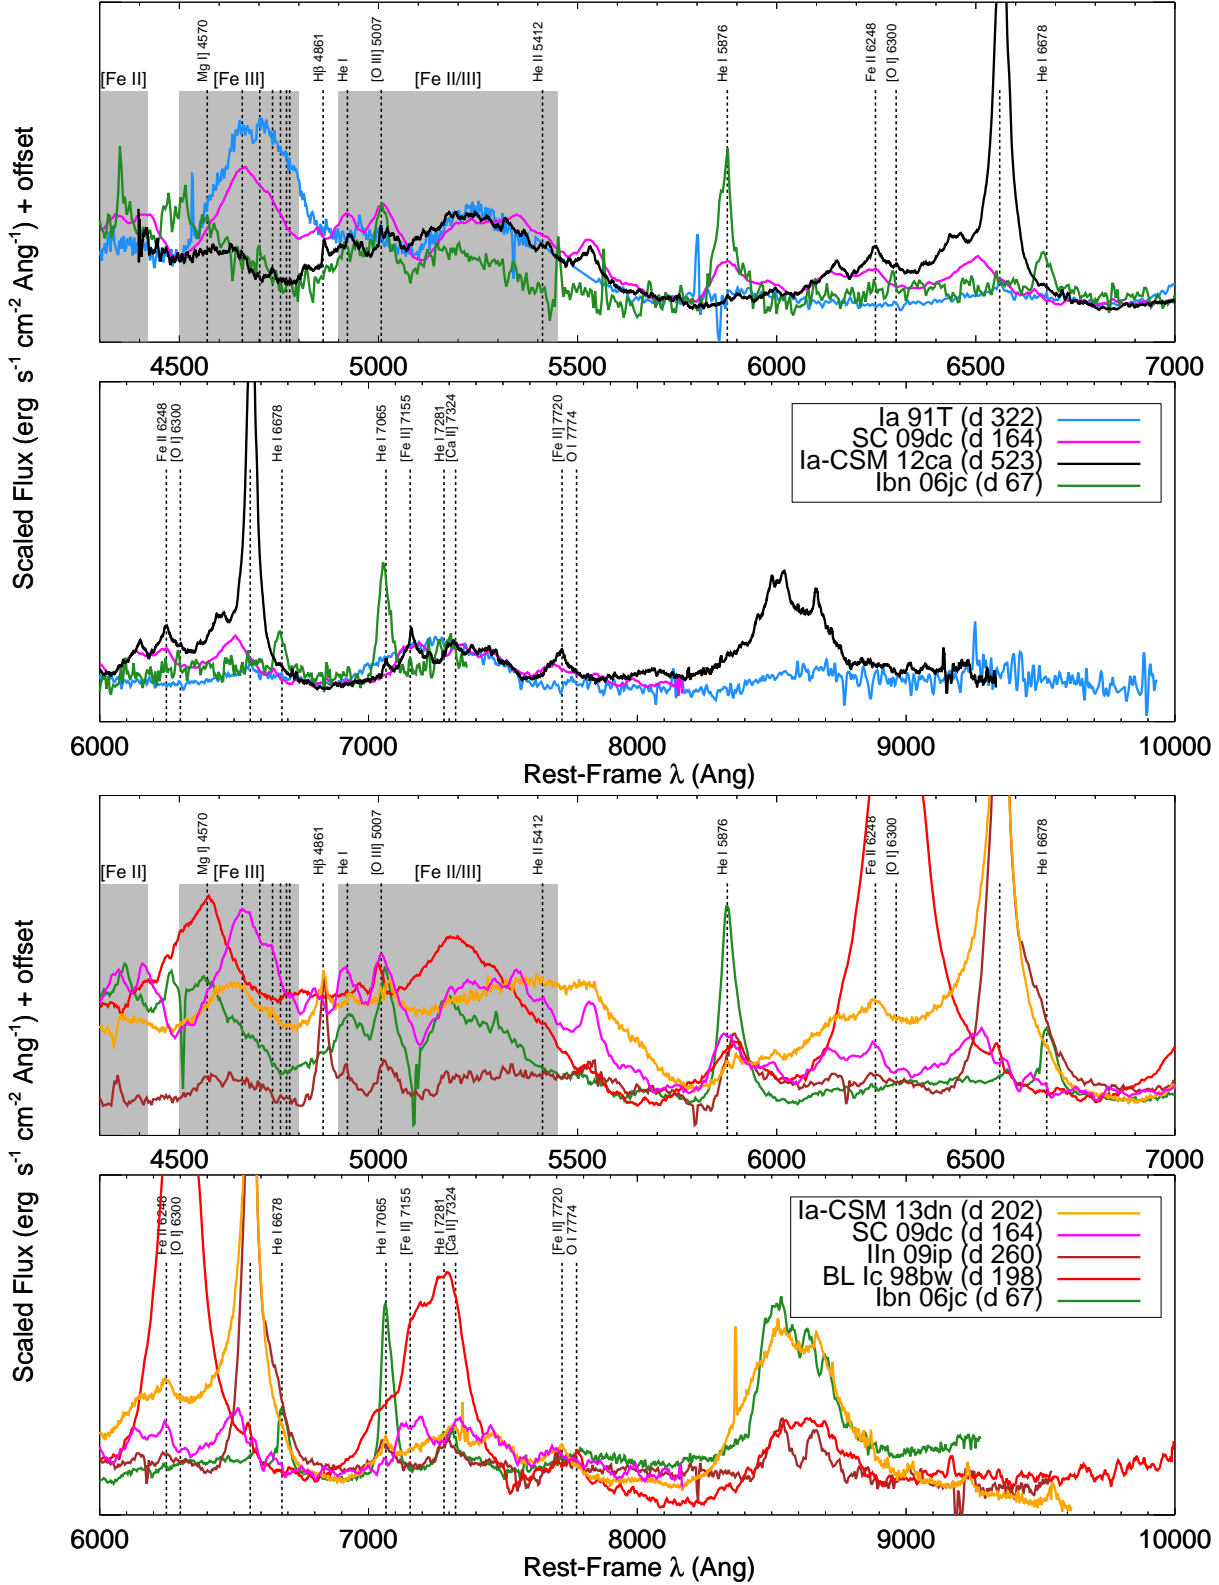 Mg I] 4570
Hβ 4861
He I
[O III] 5007
He II 5412
He I 5876
Fe II 6248
[O I] 6300
He I 6678
[Fe II]
[Fe III]
[Fe II/III]
4500
5000
5500
6000
6500
7000
Scaled Flux (erg s⁻¹ cm⁻² Ang⁻¹) + offset
Fe II 6248
[O I] 6300
He I 6678
He I 7065
[Fe II] 7155
He I 7281
[Ca II] 7324
[Fe II] 7720
O I 7774
Ia 91T (d 322)
SC 09dc (d 164)
Ia-CSM 12ca (d 523)
Ibn 06jc (d 67)
6000
7000
8000
9000
10000
Rest-Frame λ (Ang)
Mg I] 4570
Hβ 4861
He I
[O III] 5007
He II 5412
He I 5876
Fe II 6248
[O I] 6300
He I 6678
[Fe II]
[Fe III]
[Fe II/III]
4500
5000
5500
6000
6500
7000
Scaled Flux (erg s⁻¹ cm⁻² Ang⁻¹) + offset
Fe II 6248
[O I] 6300
He I 6678
He I 7065
[Fe II] 7155
He I 7281
[Ca II] 7324
[Fe II] 7720
O I 7774
Ia-CSM 13dn (d 202)
SC 09dc (d 164)
IIn 09ip (d 260)
BL Ic 98bw (d 198)
Ibn 06jc (d 67)
6000
7000
8000
9000
10000
Rest-Frame λ (Ang)